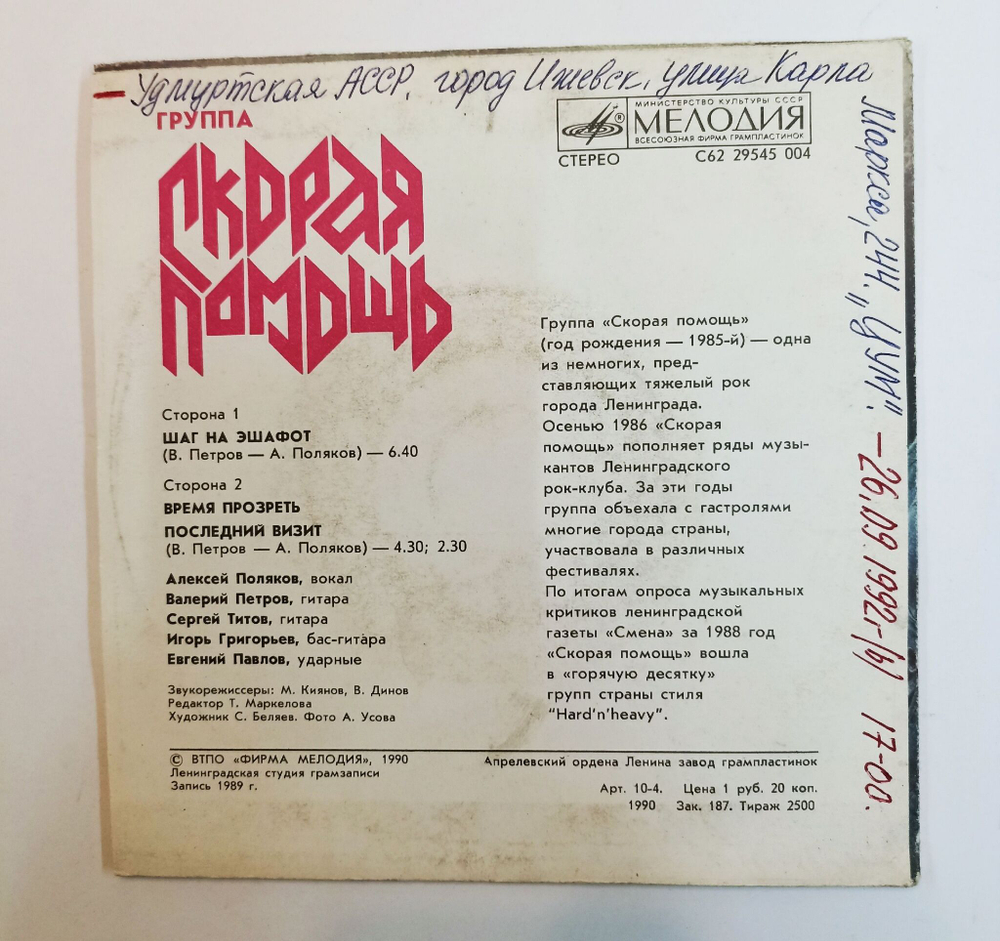 Удмуртская АССР, город Ижевск, улица Карла
Маркса, 244. „ЦУМ“. — 26.09.1992г. (6) 17-00.
ГРУППА
СКОРАЯ
ПОМОЩЬ
МИНИСТЕРСТВО КУЛЬТУРЫ СССР
МЕЛОДИЯ
ВСЕСОЮЗНАЯ ФИРМА ГРАМПЛАСТИНОК
СТЕРЕО С62 29545 004
Сторона 1
ШАГ НА ЭШАФОТ
(В. Петров — А. Поляков) — 6.40
Сторона 2
ВРЕМЯ ПРОЗРЕТЬ
ПОСЛЕДНИЙ ВИЗИТ
(В. Петров — А. Поляков) — 4.30; 2.30
Алексей Поляков, вокал
Валерий Петров, гитара
Сергей Титов, гитара
Игорь Григорьев, бас-гитара
Евгений Павлов, ударные
Звукорежиссеры: М. Киянов, В. Динов
Редактор Т. Маркелова
Художник С. Беляев. Фото А. Усова
Группа «Скорая помощь»
(год рождения — 1985-й) — одна
из немногих, пред-
ставляющих тяжелый рок
города Ленинграда.
Осенью 1986 «Скорая
помощь» пополняет ряды музы-
кантов Ленинградского
рок-клуба. За эти годы
группа объехала с гастролями
многие города страны,
участвовала в различных
фестивалях.
По итогам опроса музыкальных
критиков ленинградской
газеты «Смена» за 1988 год
«Скорая помощь» вошла
в «горячую десятку»
групп страны стиля
“Hard’n’heavy”.
© ВТПО «ФИРМА МЕЛОДИЯ», 1990
Ленинградская студия грамзаписи
Запись 1989 г.
Апрелевский ордена Ленина завод грампластинок
Арт. 10-4. Цена 1 руб. 20 коп.
1990 Зак. 187. Тираж 2500